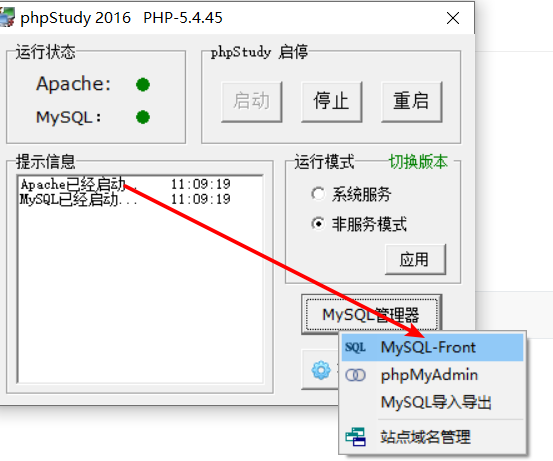 phpStudy 2016 PHP-5.4.45
运行状态
Apache:
MySQL:
phpStudy 启停
启动 停止 重启
提示信息
Apache已经启动... 11:09:19
MySQL已经启动... 11:09:19
运行模式 切换版本
系统服务
非服务模式
应用
MySQL管理器
SQL MySQL-Front
phpMyAdmin
MySQL导入导出
站点域名管理